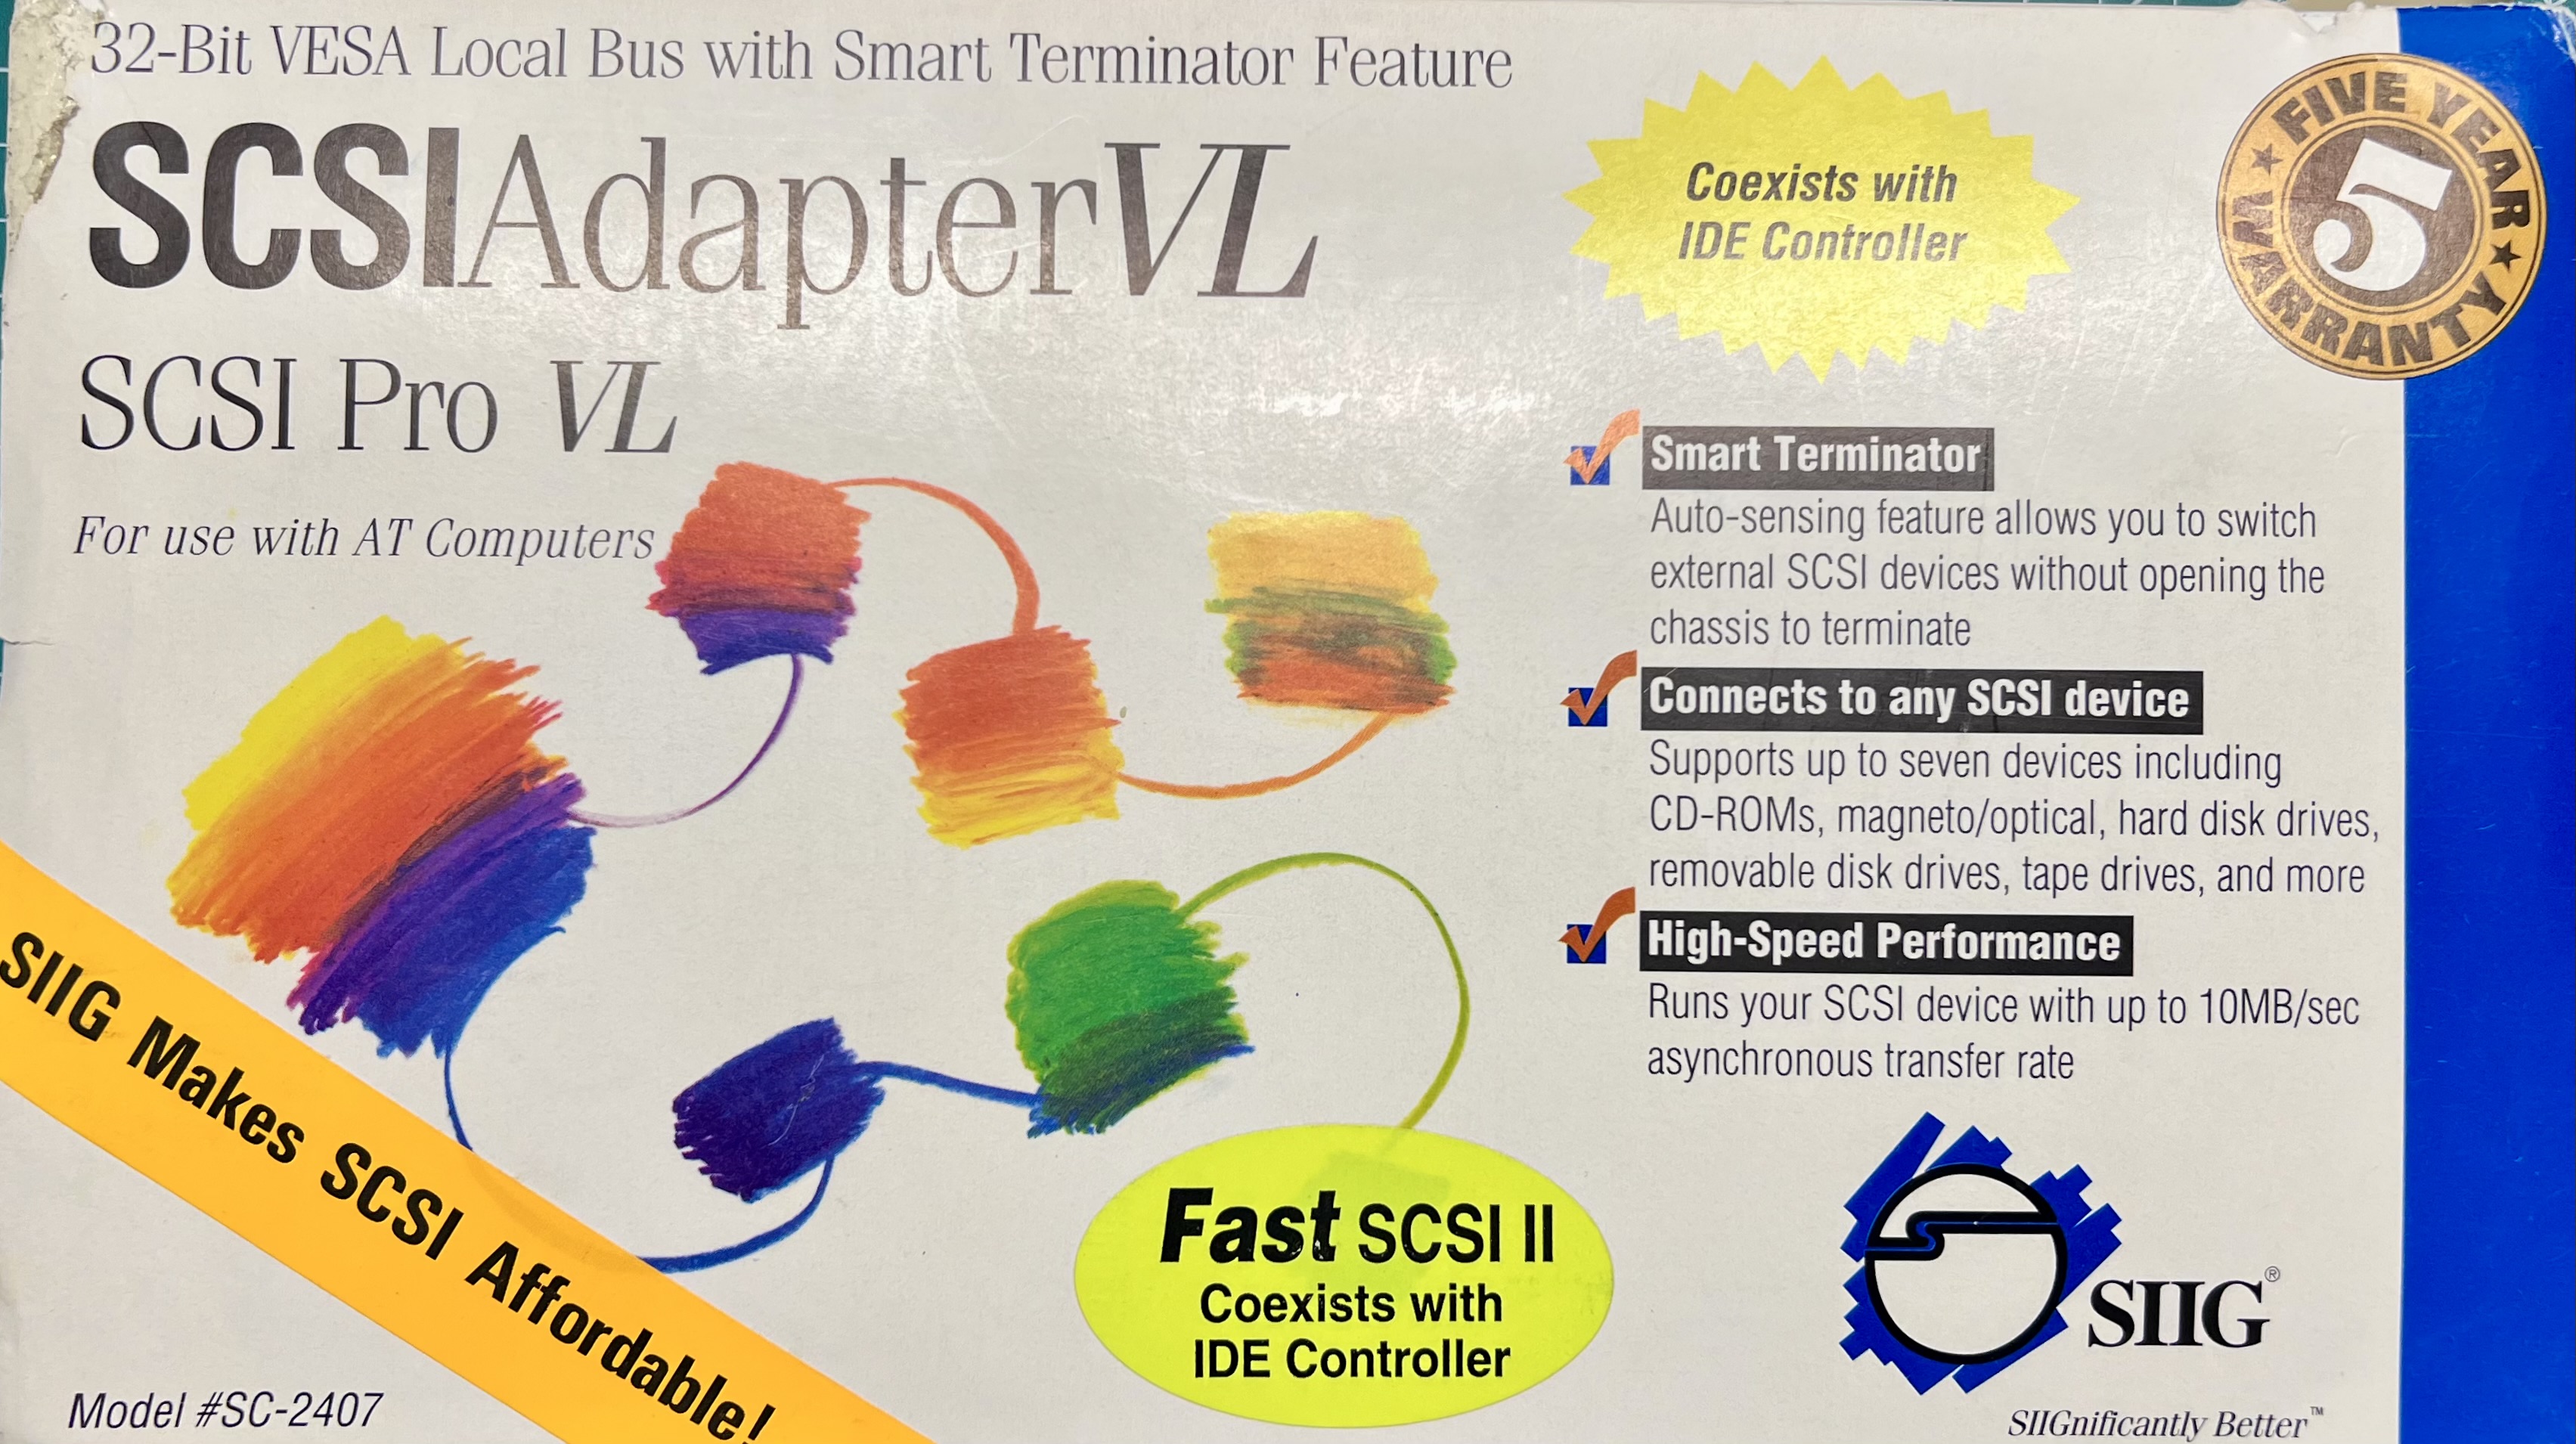 32-Bit VESA Local Bus with Smart Terminator Feature
SCSIAdapterVL
SCSI Pro VL
For use with AT Computers
Coexists with
IDE Controller
★ FIVE YEAR ★
5
WARRANTY
Smart Terminator
Auto-sensing feature allows you to switch
external SCSI devices without opening the
chassis to terminate
Connects to any SCSI device
Supports up to seven devices including
CD-ROMs, magneto/optical, hard disk drives,
removable disk drives, tape drives, and more
High-Speed Performance
Runs your SCSI device with up to 10MB/sec
asynchronous transfer rate
SIIG Makes SCSI Affordable!
Fast SCSI II
Coexists with
IDE Controller
SIIG®
SIIGnificantly Better™
Model #SC-2407